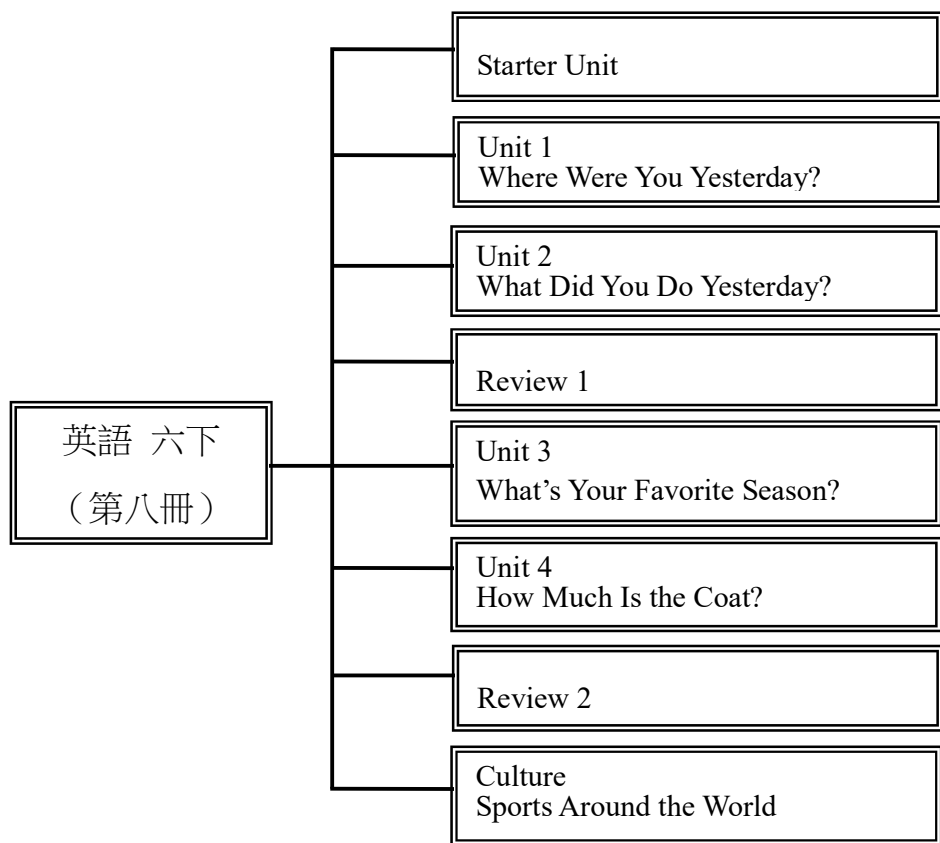 英語 六下
（第八冊）
Starter Unit
Unit 1
Where Were You Yesterday?
Unit 2
What Did You Do Yesterday?
Review 1
Unit 3
What’s Your Favorite Season?
Unit 4
How Much Is the Coat?
Review 2
Culture
Sports Around the World